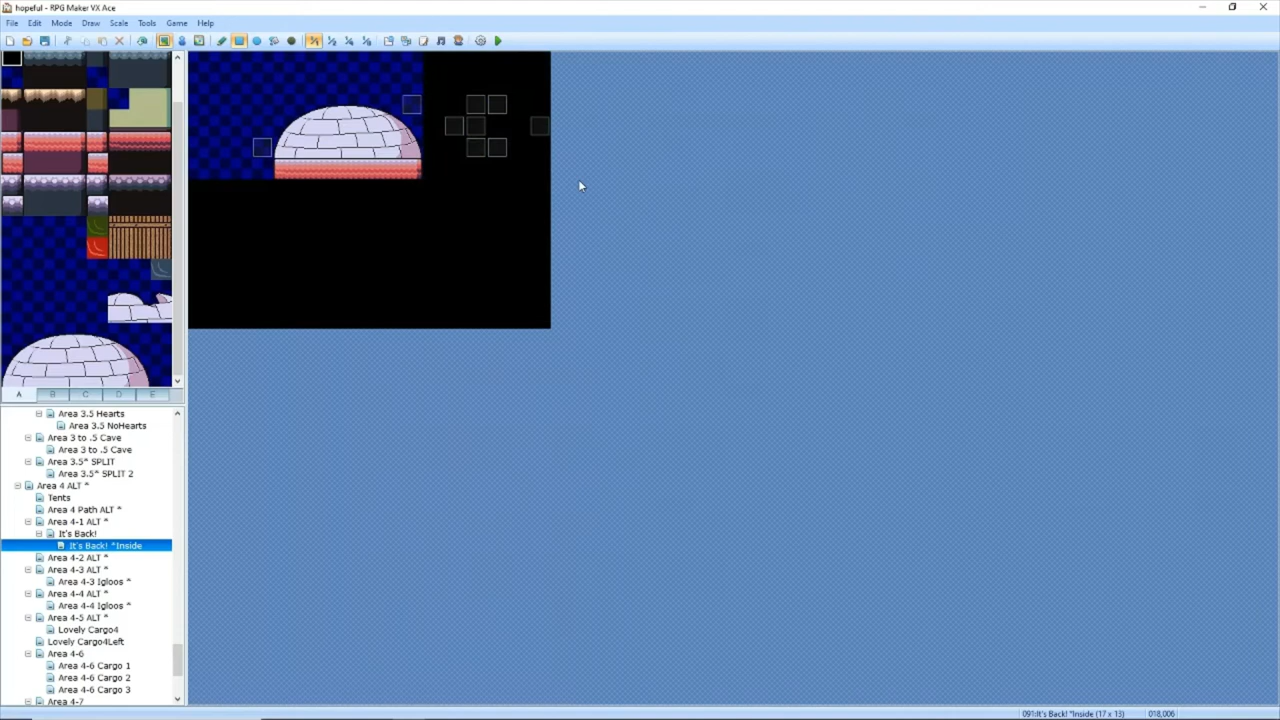 hopeful - RPG Maker VX Ace
File Edit Mode Draw Scale Tools Game Help
A B C D E
Area 3.5 Hearts
Area 3.5 NoHearts
Area 3 to .5 Cave
Area 3 to .5 Cave
Area 3.5* SPLIT
Area 3.5* SPLIT 2
Area 4 ALT ^
Tents
Area 4 Path ALT ^
Area 4-1 ALT ^
It's Back!
It's Back! *Inside
Area 4-2 ALT ^
Area 4-3 ALT ^
Area 4-3 Igloos ^
Area 4-4 ALT ^
Area 4-4 Igloos ^
Area 4-5 ALT ^
Lovely Cargo4
Lovely Cargo4Left
Area 4-6
Area 4-6 Cargo 1
Area 4-6 Cargo 2
Area 4-6 Cargo 3
Area 4-7
091:It's Back! *Inside (17 x 13) 018,006